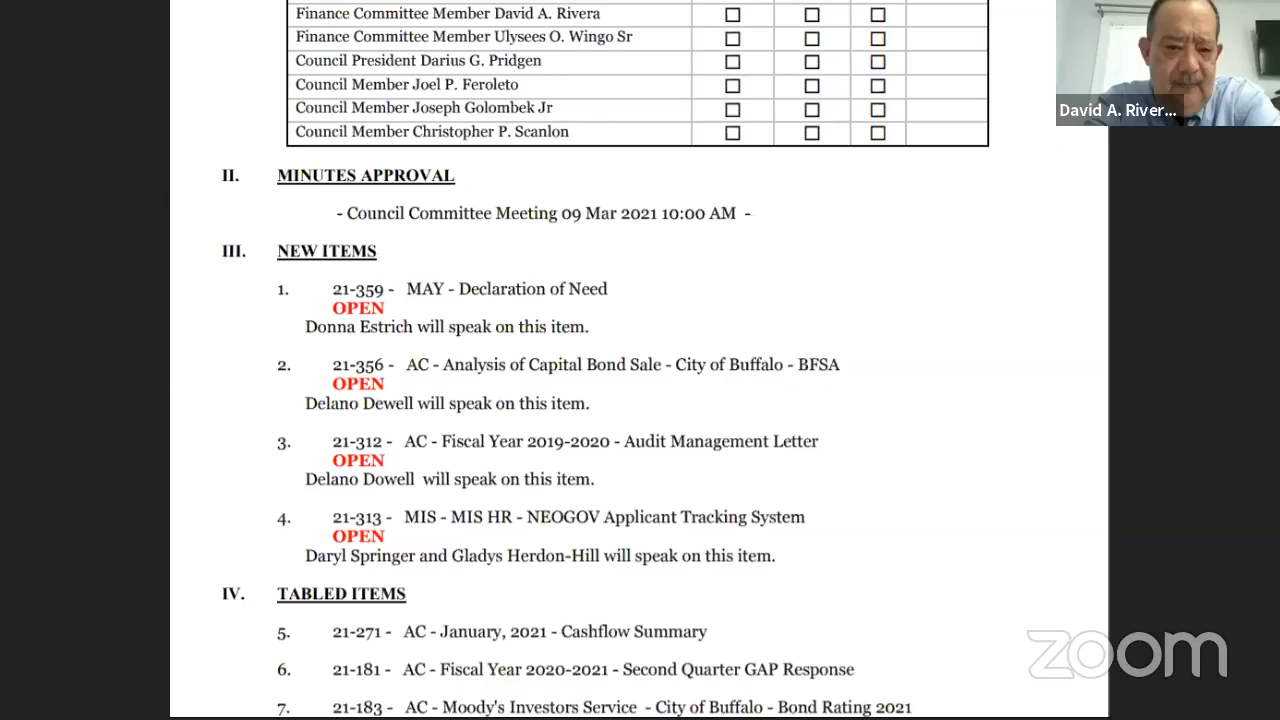 Finance Committee Member David A. Rivera
Finance Committee Member Ulysees O. Wingo Sr
Council President Darius G. Pridgen
Council Member Joel P. Feroleto
Council Member Joseph Golombek Jr
Council Member Christopher P. Scanlon
David A. River...
II. MINUTES APPROVAL
- Council Committee Meeting 09 Mar 2021 10:00 AM -
III. NEW ITEMS
1. 21-359 - MAY - Declaration of Need
OPEN
Donna Estrich will speak on this item.
2. 21-356 - AC - Analysis of Capital Bond Sale - City of Buffalo - BFSA
OPEN
Delano Dewell will speak on this item.
3. 21-312 - AC - Fiscal Year 2019-2020 - Audit Management Letter
OPEN
Delano Dowell will speak on this item.
4. 21-313 - MIS - MIS HR - NEOGOV Applicant Tracking System
OPEN
Daryl Springer and Gladys Herdon-Hill will speak on this item.
IV. TABLED ITEMS
5. 21-271 - AC - January, 2021 - Cashflow Summary
6. 21-181 - AC - Fiscal Year 2020-2021 - Second Quarter GAP Response
7. 21-183 - AC - Moody's Investors Service - City of Buffalo - Bond Rating 2021
zoom